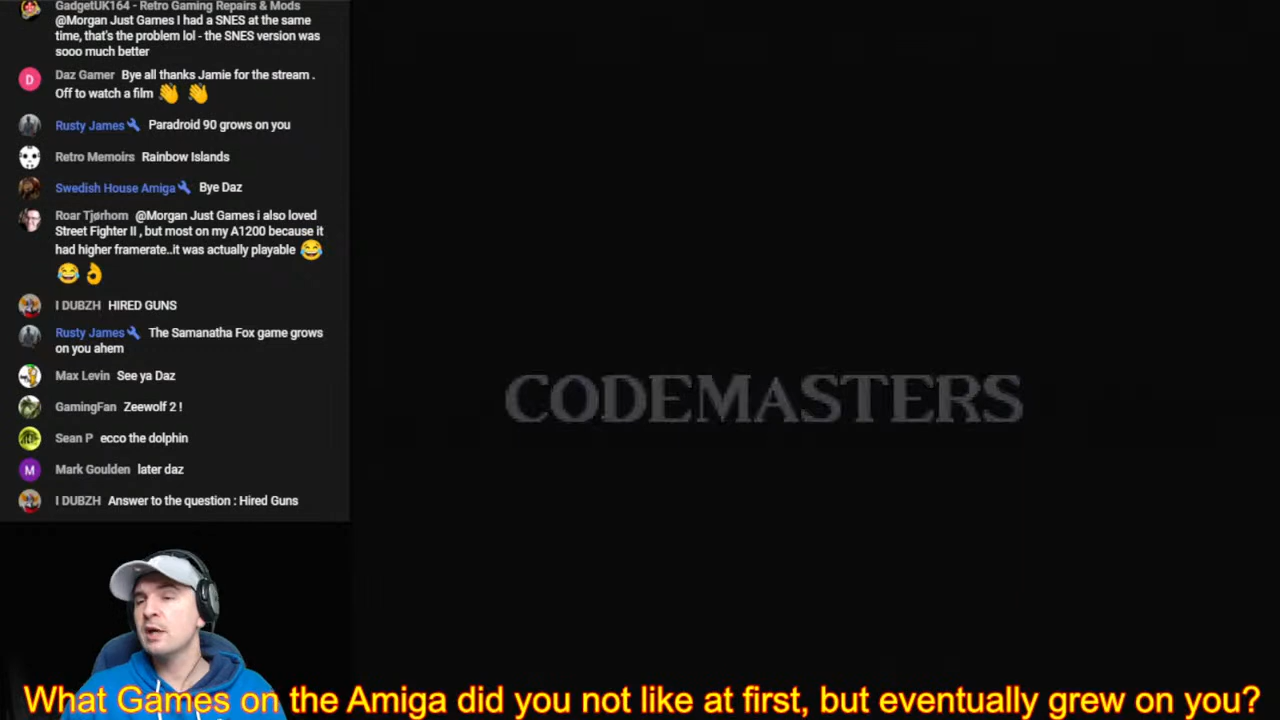 GadgetUK164 - Retro Gaming Repairs & Mods
@Morgan Just Games I had a SNES at the same
time, that's the problem lol - the SNES version was
sooo much better
Daz Gamer Bye all thanks Jamie for the stream .
Off to watch a film 👋 👋
Rusty James Paradroid 90 grows on you
Retro Memoirs Rainbow Islands
Swedish House Amiga Bye Daz
Roar Tjørhom @Morgan Just Games i also loved
Street Fighter II , but most on my A1200 because it
had higher framerate..it was actually playable 😂
😂 👌
I DUBZH HIRED GUNS
Rusty James The Samanatha Fox game grows
on you ahem
Max Levin See ya Daz
GamingFan Zeewolf 2 !
Sean P ecco the dolphin
D
M
Mark Goulden later daz
I DUBZH Answer to the question : Hired Guns
CODEMASTERS
What Games on the Amiga did you not like at first, but eventually grew on you?